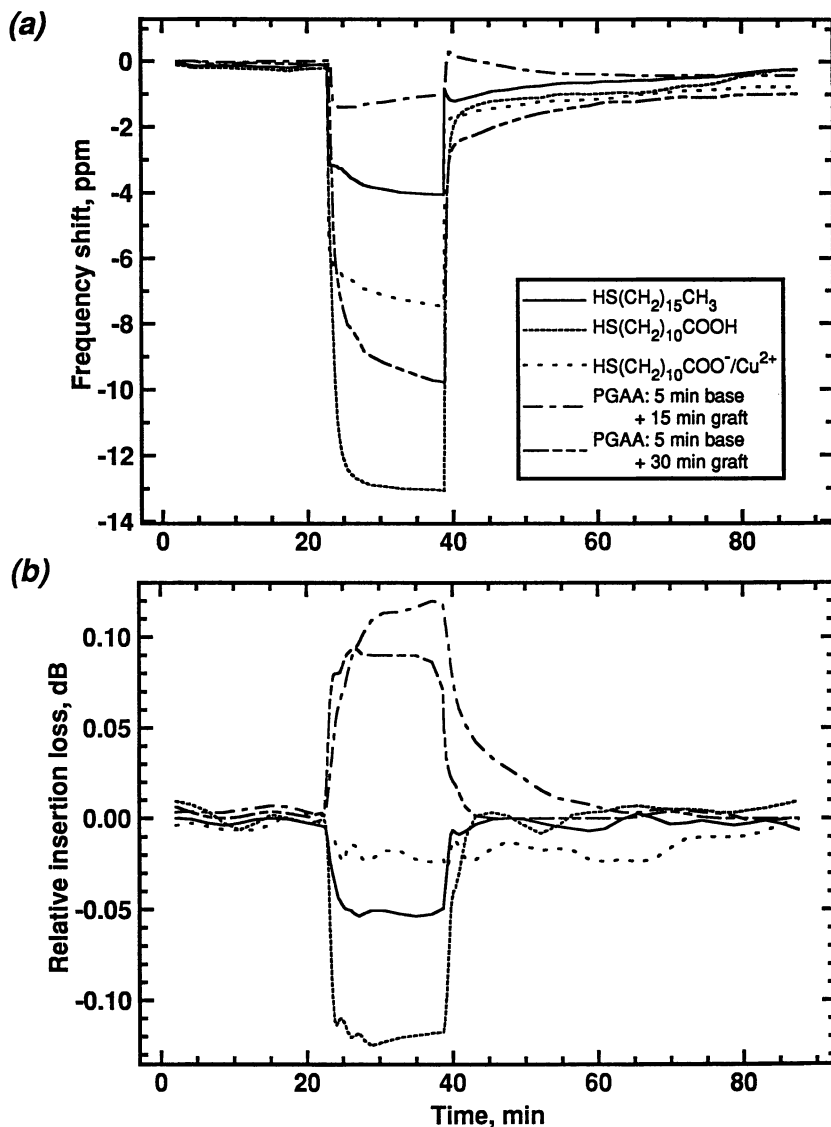 (a)
0
-2
-4
-6
-8
-10
-12
-14
Frequency shift, ppm
HS(CH2)15CH3
HS(CH2)10COOH
HS(CH2)10COO⁻/Cu²⁺
PGAA: 5 min base
+ 15 min graft
PGAA: 5 min base
+ 30 min graft
0 20 40 60 80
(b)
0.10
0.05
0.00
-0.05
-0.10
Relative insertion loss, dB
0 20 40 60 80
Time, min